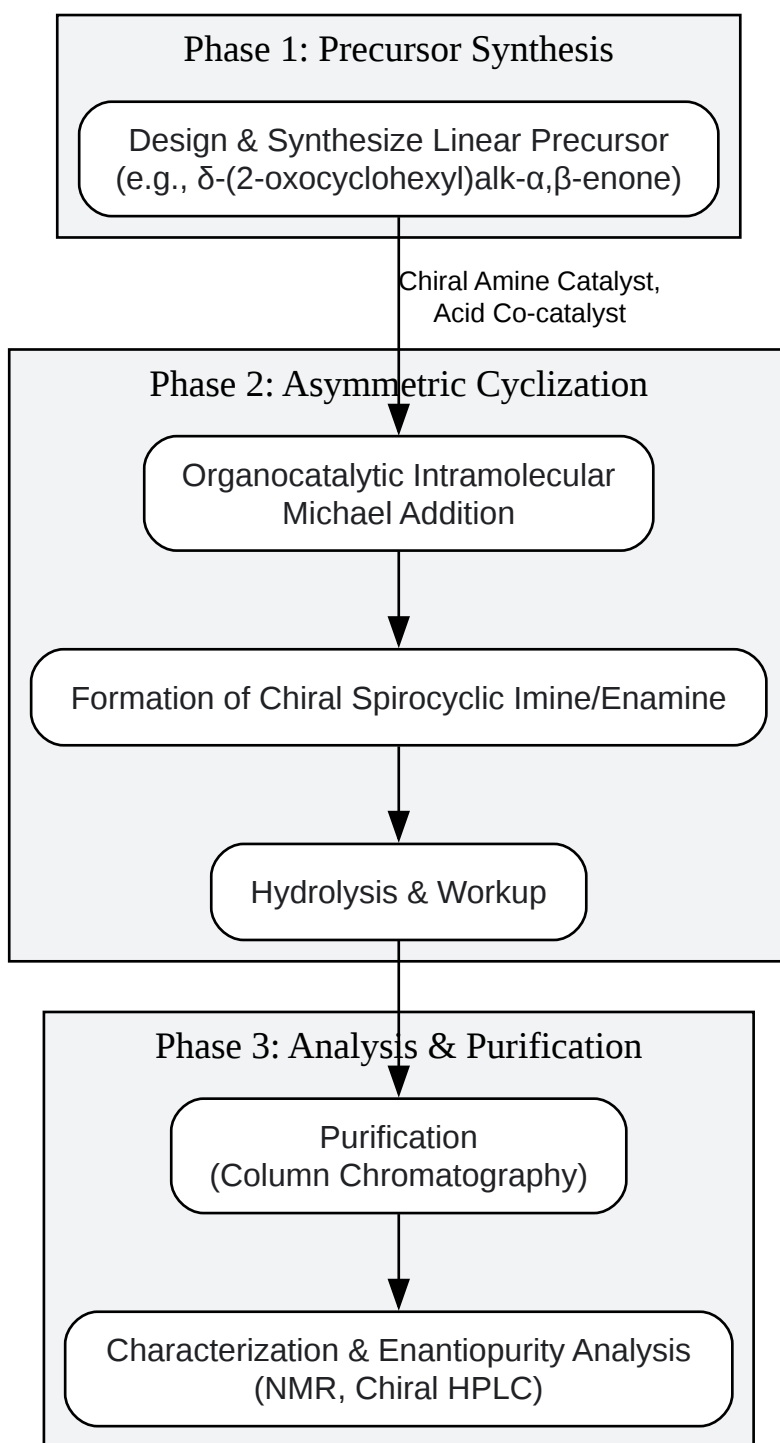 Phase 1: Precursor Synthesis
Design & Synthesize Linear Precursor
(e.g., δ-(2-oxocyclohexyl)alk-α,β-enone)
Chiral Amine Catalyst,
Acid Co-catalyst
Phase 2: Asymmetric Cyclization
Organocatalytic Intramolecular
Michael Addition
Formation of Chiral Spirocyclic Imine/Enamine
Hydrolysis & Workup
Phase 3: Analysis & Purification
Purification
(Column Chromatography)
Characterization & Enantiopurity Analysis
(NMR, Chiral HPLC)